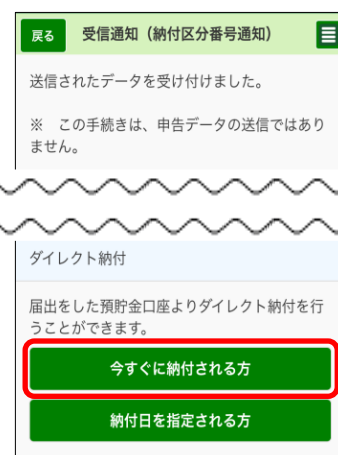 戻る 受信通知（納付区分番号通知）
送信されたデータを受け付けました。
※　この手続きは、申告データの送信ではあり
ません。
ダイレクト納付
届出をした預貯金口座よりダイレクト納付を行
うことができます。
今すぐに納付される方
納付日を指定される方